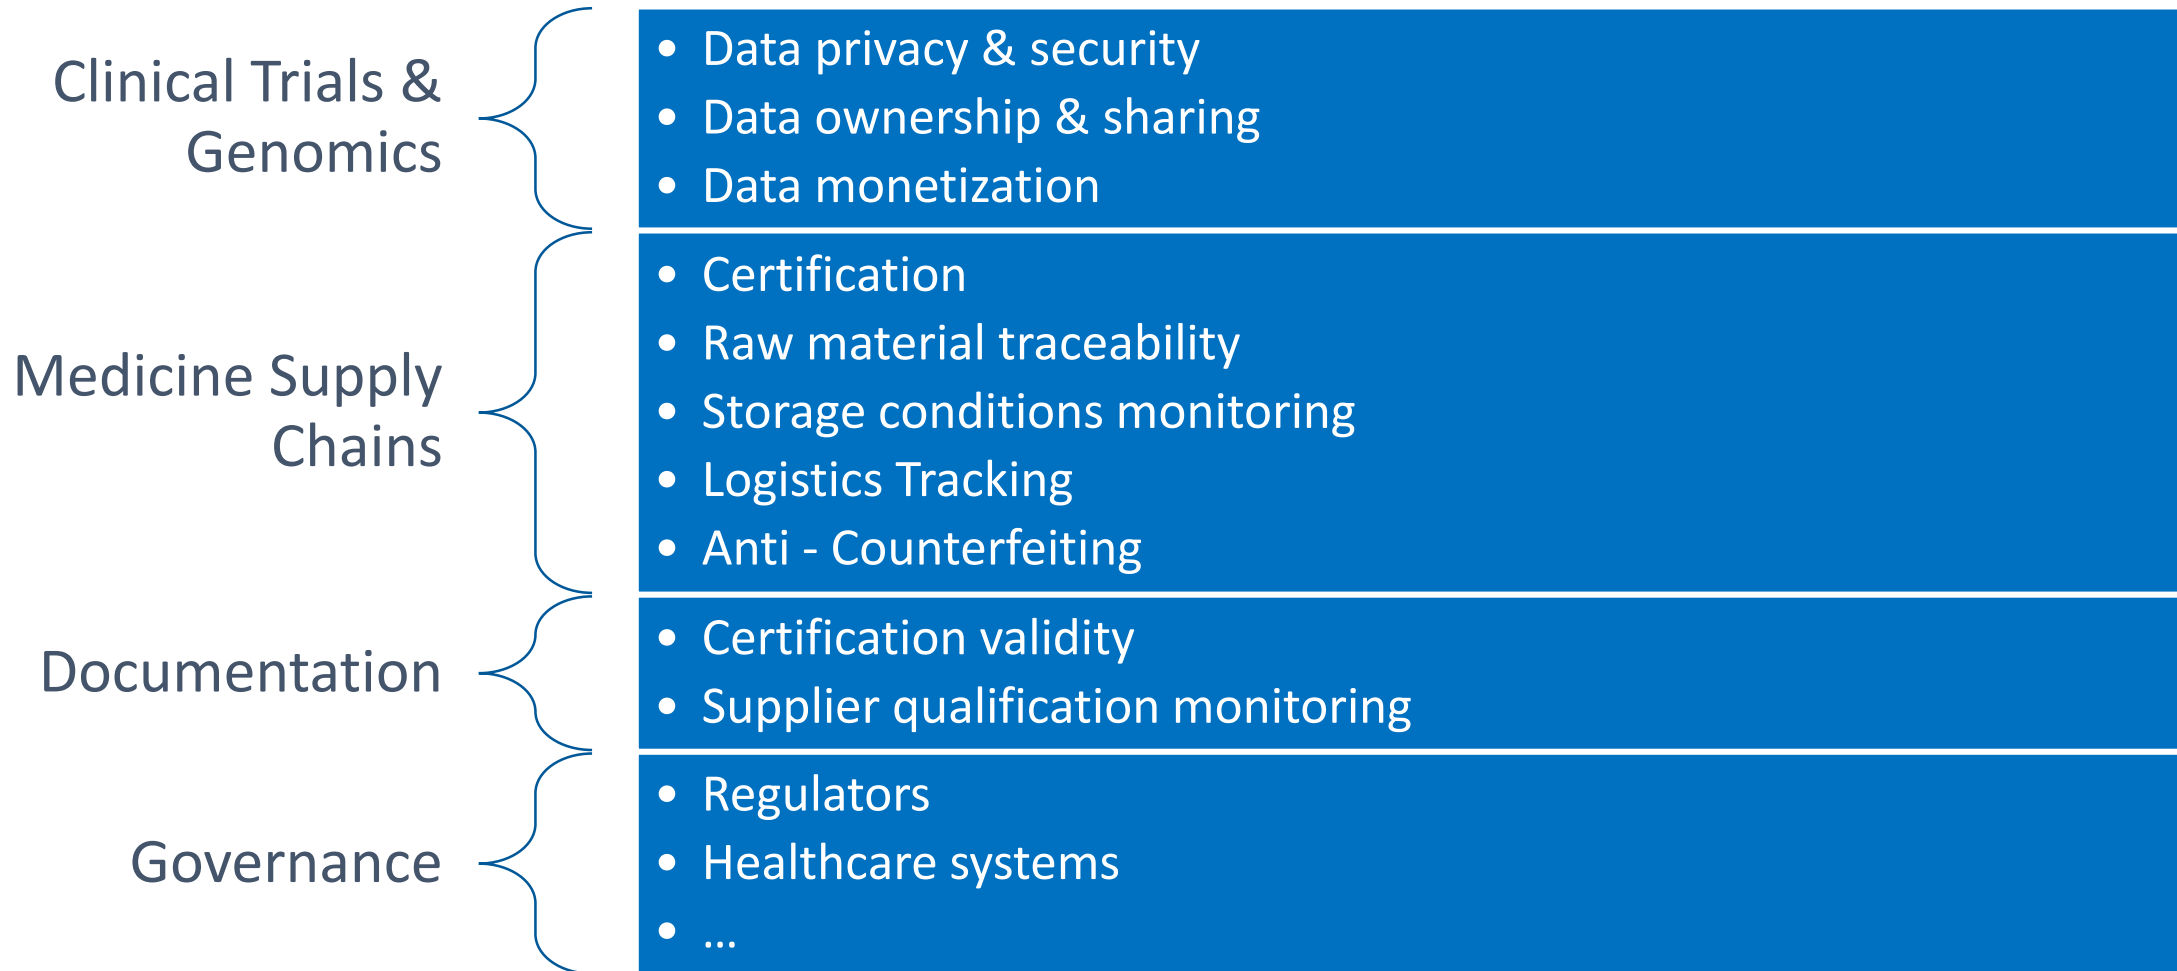 Clinical Trials &
Genomics
• Data privacy & security
• Data ownership & sharing
• Data monetization
Medicine Supply
Chains
• Certification
• Raw material traceability
• Storage conditions monitoring
• Logistics Tracking
• Anti - Counterfeiting
Documentation
• Certification validity
• Supplier qualification monitoring
Governance
• Regulators
• Healthcare systems
• ...